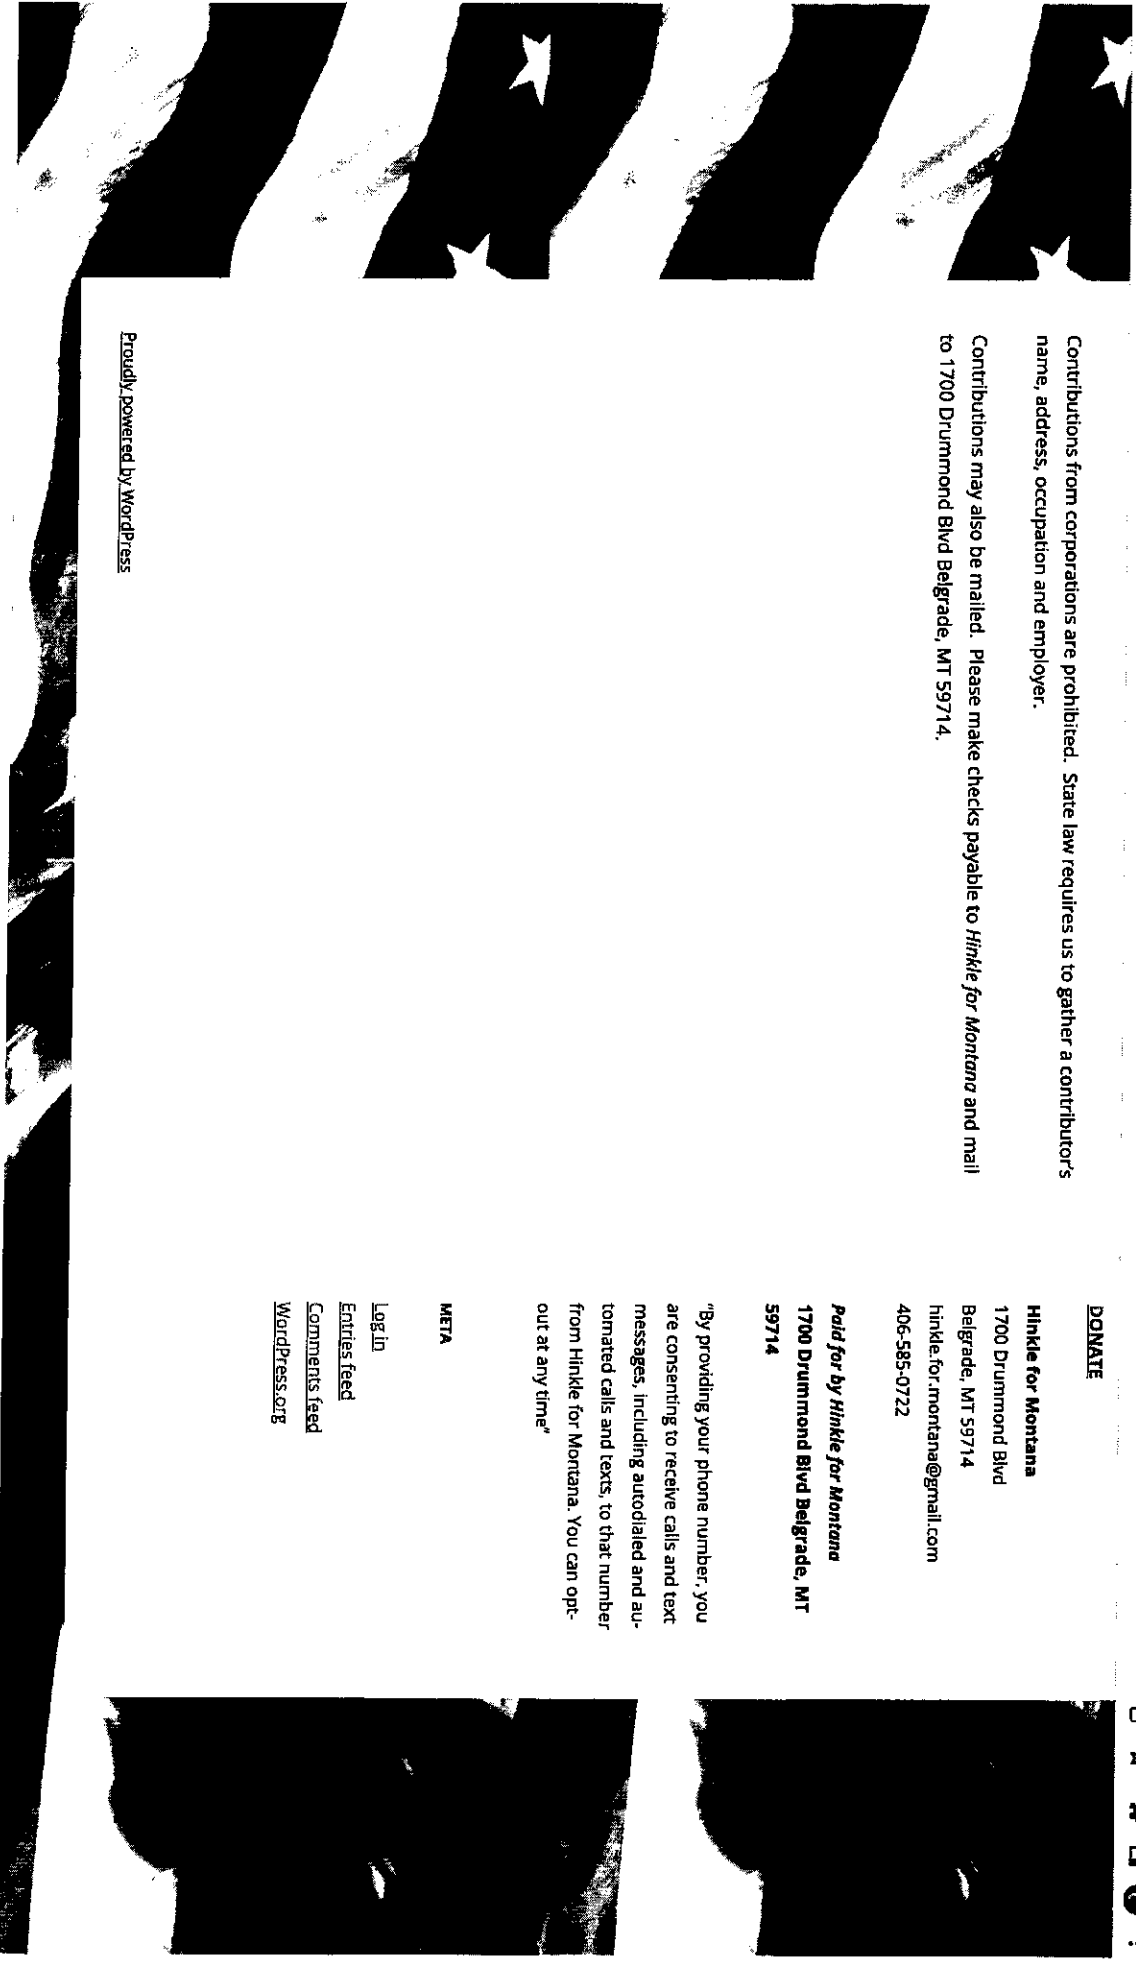 Contributions from corporations are prohibited.  State law requires us to gather a contributor's
name, address, occupation and employer.
Contributions may also be mailed.  Please make checks payable to Hinkle for Montana and mail
to 1700 Drummond Blvd Belgrade, MT 59714.
DONATE
Hinkle for Montana
1700 Drummond Blvd
Belgrade, MT 59714
hinkle.for.montana@gmail.com
406-585-0722
Paid for by Hinkle for Montana
1700 Drummond Blvd Belgrade, MT
59714
"By providing your phone number, you
are consenting to receive calls and text
messages, including autodialed and au-
tomated calls and texts, to that number
from Hinkle for Montana. You can opt-
out at any time"
META
Log in
Entries feed
Comments feed
WordPress.org
Proudly powered by WordPress